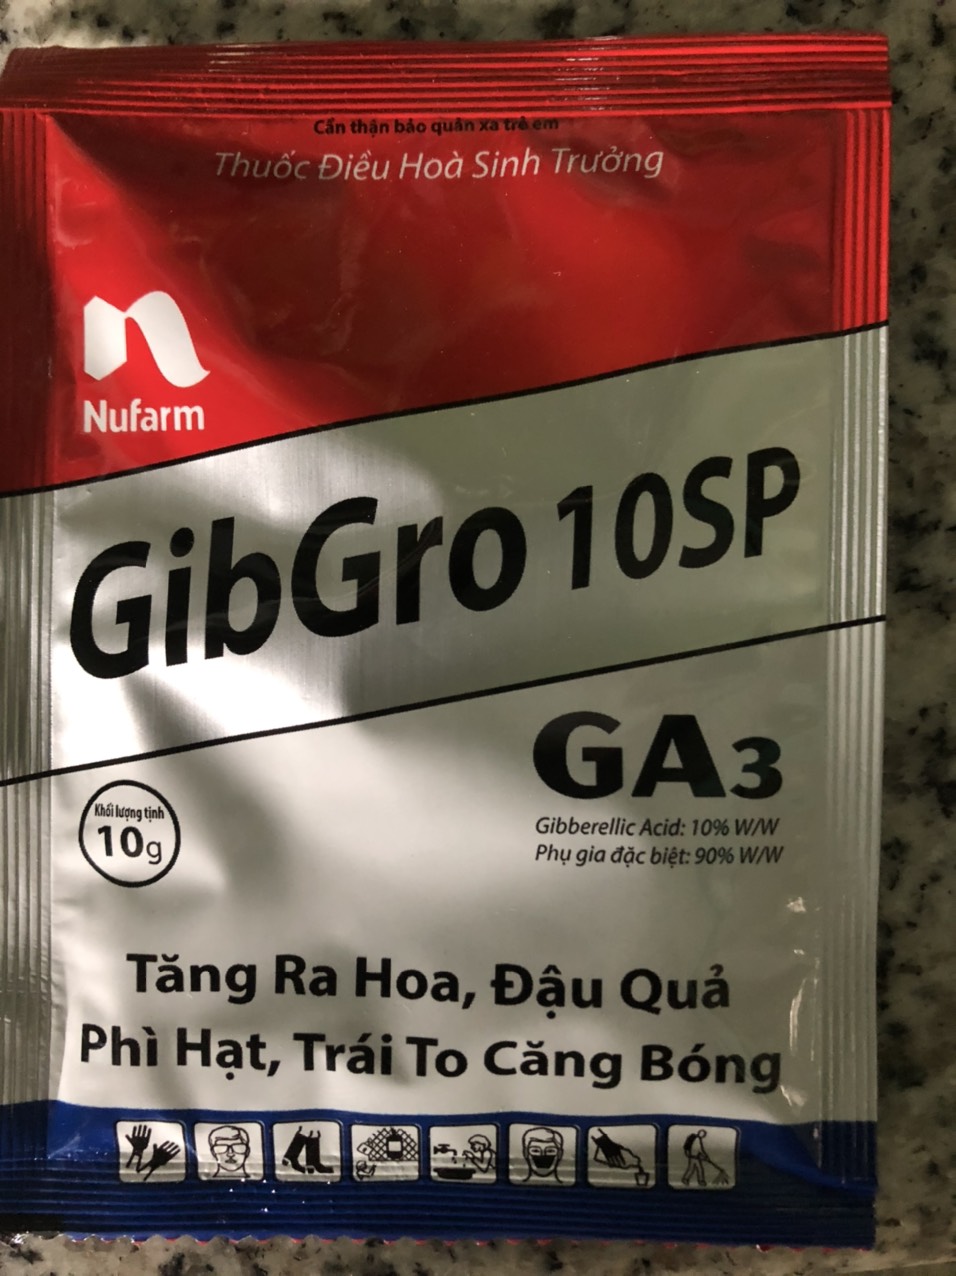 Cẩn thận bảo quản xa trẻ em
Thuốc Điều Hoà Sinh Trưởng
Nufarm
GibGro 10SP
GA3
Gibberellic Acid: 10% W/W
Phụ gia đặc biệt: 90% W/W
Khối lượng tịnh
10g
Tăng Ra Hoa, Đậu Quả
Phì Hạt, Trái To Căng Bóng